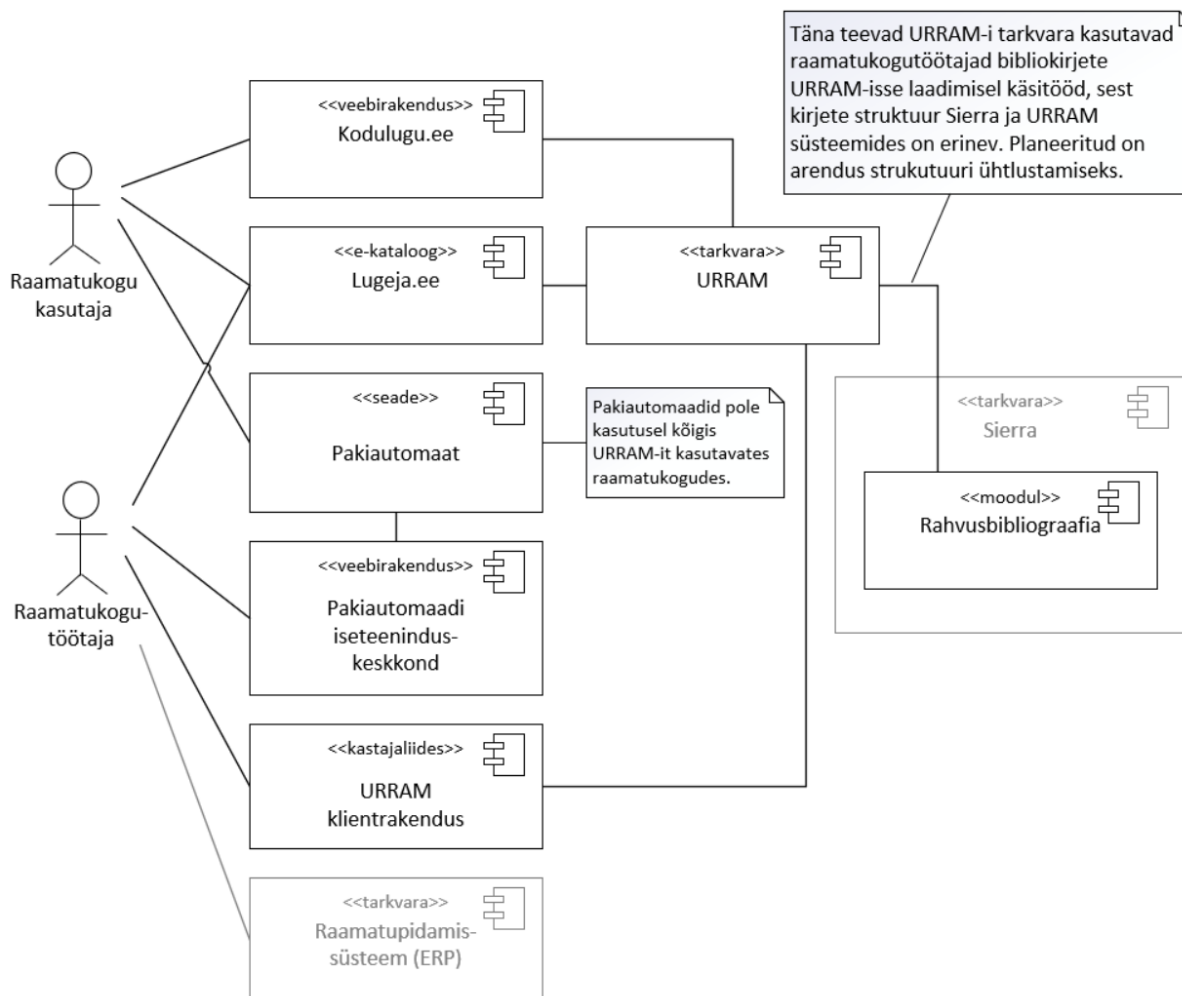 Täna teevad URRAM-i tarkvara kasutavad
raamatukogutöötajad bibliokirjete
URRAM-isse laadimisel käsitööd, sest
kirjete struktuur Sierra ja URRAM
süsteemides on erinev. Planeeritud on
arendus strukutuuri ühtlustamiseks.
<<veebirakendus>>
Kodulugu.ee
Raamatukogu
kasutaja
<<e-kataloog>>
Lugeja.ee
<<tarkvara>>
URRAM
<<seade>>
Pakiautomaat
Pakiautomaadid pole
kasutusel kõigis
URRAM-it kasutavates
raamatukogudes.
<<tarkvara>>
Sierra
<<moodul>>
Rahvusbibliograafia
Raamatukogu-
töötaja
<<veebirakendus>>
Pakiautomaadi
iseteenindus-
keskkond
<<kastajaliides>>
URRAM
klientrakendus
<<tarkvara>>
Raamatupidamis-
süsteem (ERP)